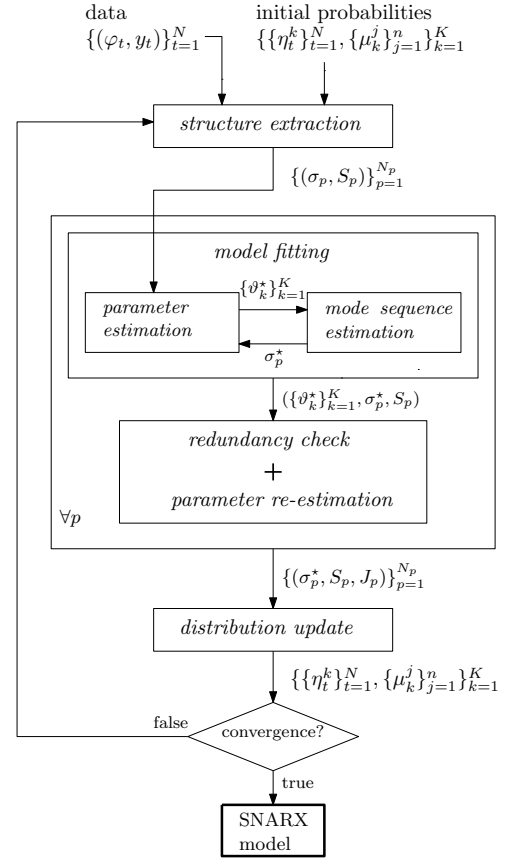 data
initial probabilities
{(φ_t, y_t)}_{t=1}^N
{{η_t^k}_{t=1}^N, {μ_k^j}_{j=1}^n}_{k=1}^K
structure extraction
{(σ_p, S_p)}_{p=1}^{N_p}
model fitting
{ϑ_k^⋆}_{k=1}^K
parameter
estimation
mode sequence
estimation
σ_p^⋆
({ϑ_k^⋆}_{k=1}^K, σ_p^⋆, S_p)
redundancy check
+
parameter re-estimation
∀p
{(σ_p^⋆, S_p, J_p)}_{p=1}^{N_p}
distribution update
{{η_t^k}_{t=1}^N, {μ_k^j}_{j=1}^n}_{k=1}^K
false
convergence?
true
SNARX
model